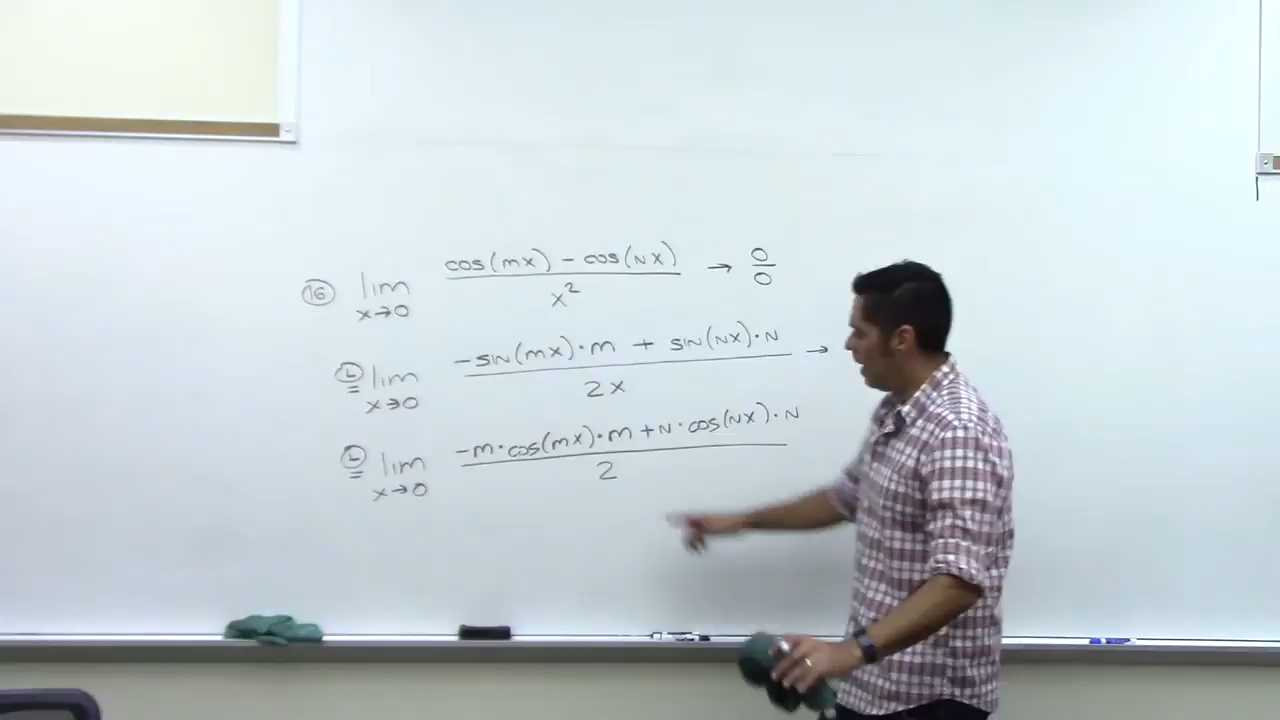 ⑯ lim x→0 cos(mx) - cos(Nx) / x² → 0/0
Ⓛ= lim x→0 -sin(mx)·m + sin(Nx)·N / 2x →
Ⓛ= lim x→0 -m·cos(mx)·m + N·cos(Nx)·N / 2